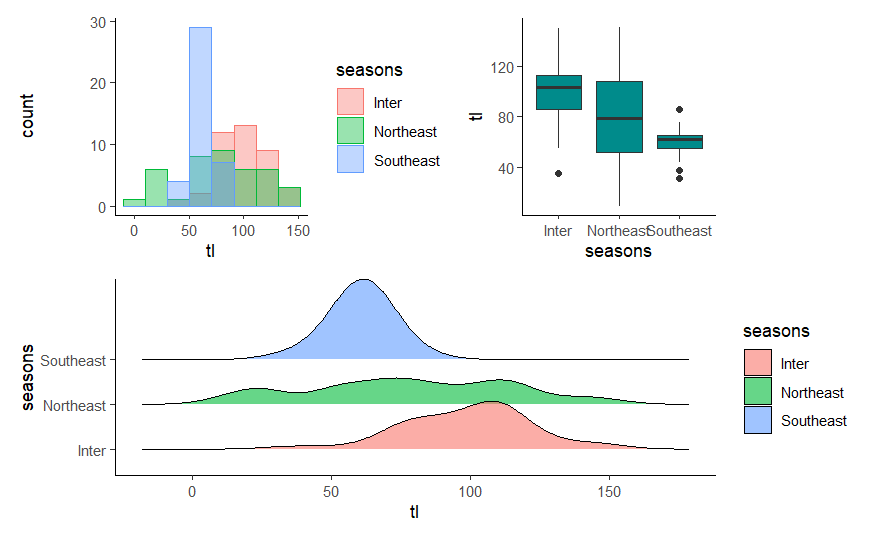 30
20
10
0
count
0 50 100 150
tl
seasons
Inter
Northeast
Southeast
120
80
40
tl
Inter Northeast Southeast
seasons
seasons
Southeast
Northeast
Inter
0 50 100 150
tl
seasons
Inter
Northeast
Southeast